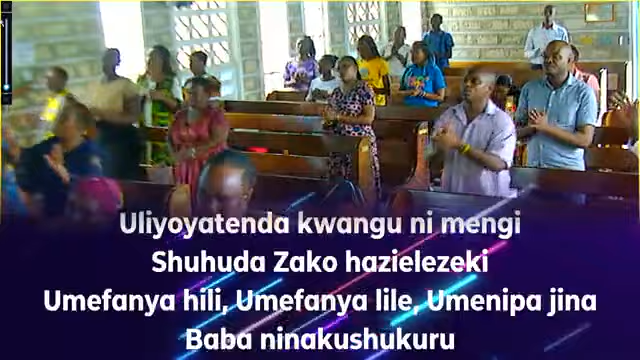 Uliyoyatenda kwangu ni mengi
Shuhuda Zako hazielezeki
Umefanya hili, Umefanya lile, Umenipa jina
Baba ninakushukuru